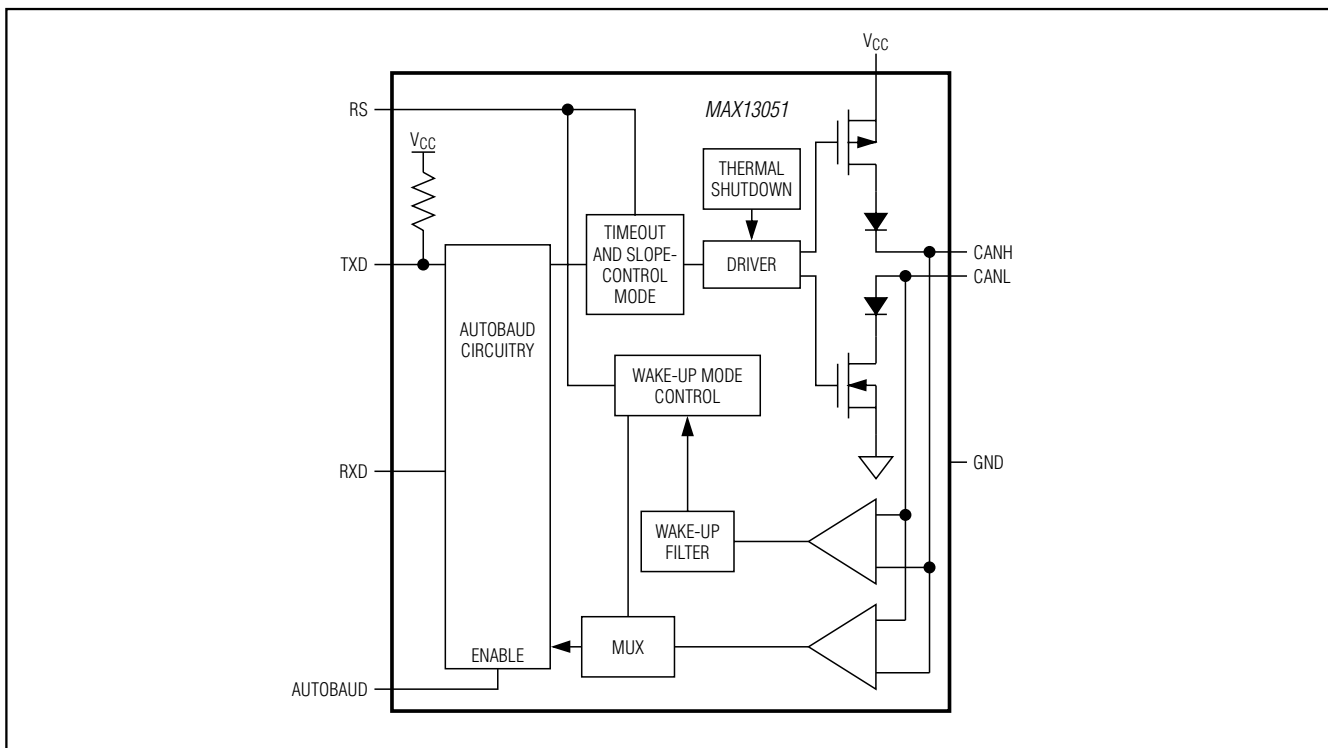 VCC
RS
MAX13051
VCC
THERMAL
SHUTDOWN
TIMEOUT
AND SLOPE-
CONTROL
MODE
TXD
DRIVER
CANH
CANL
AUTOBAUD
CIRCUITRY
WAKE-UP MODE
CONTROL
RXD
GND
WAKE-UP
FILTER
MUX
ENABLE
AUTOBAUD